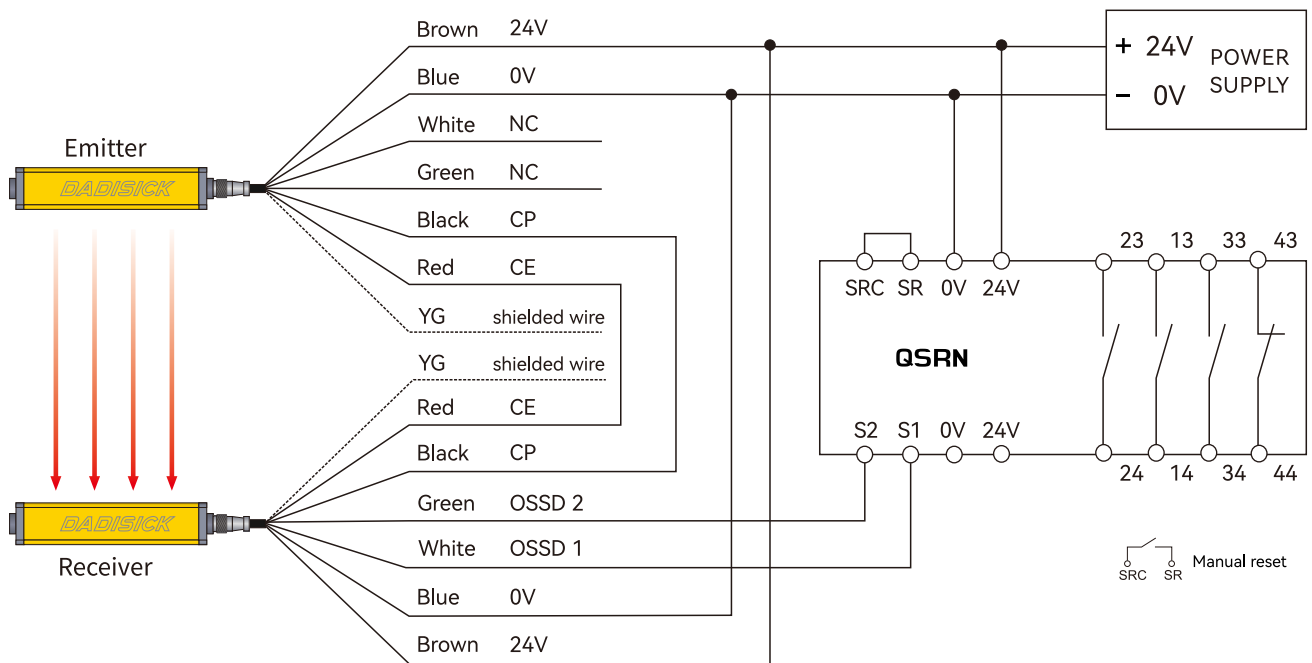 Brown 24V
Blue 0V
White NC
Green NC
Black CP
Red CE
YG shielded wire
YG shielded wire
Red CE
Black CP
Green OSSD 2
White OSSD 1
Blue 0V
Brown 24V
Emitter
DADISICK
DADISICK
Receiver
+ 24V
- 0V
POWER
SUPPLY
23 13 33 43
SRC SR 0V 24V
QSRN
S2 S1 0V 24V
24 14 34 44
SRC SR
Manual reset